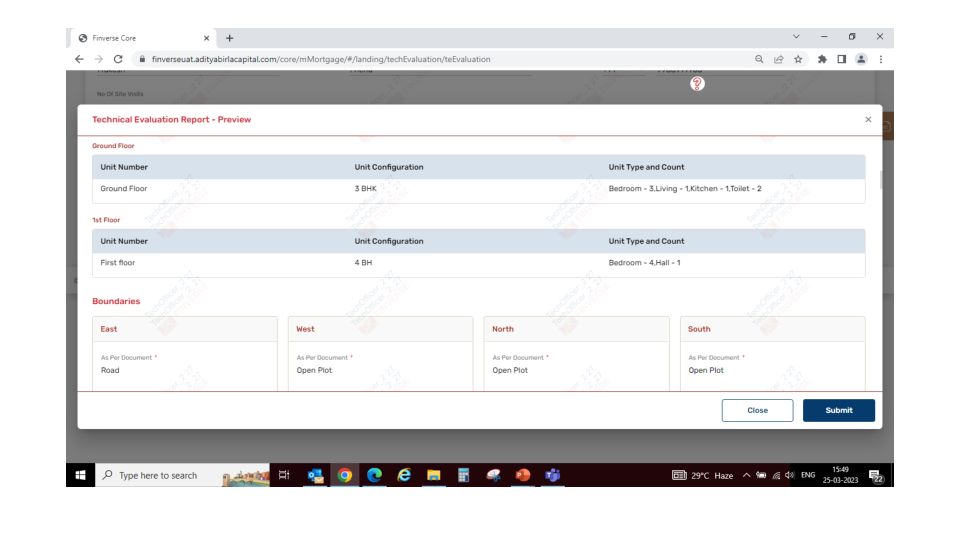 Finverse Core
finverseuat.adityabirlacapital.com/core/mMortgage/#/landing/techEvaluation/teEvaluation
No Of Site Visits
Technical Evaluation Report - Preview
Ground Floor
Unit Number Unit Configuration Unit Type and Count
Ground Floor 3 BHK Bedroom - 3,Living - 1,Kitchen - 1,Toilet - 2
1st Floor
Unit Number Unit Configuration Unit Type and Count
First floor 4 BH Bedroom - 4,Hall - 1
Boundaries
East West North South
As Per Document * As Per Document * As Per Document * As Per Document *
Road Open Plot Open Plot Open Plot
Close Submit
Type here to search 29°C Haze ENG 15:49
25-03-2023 22